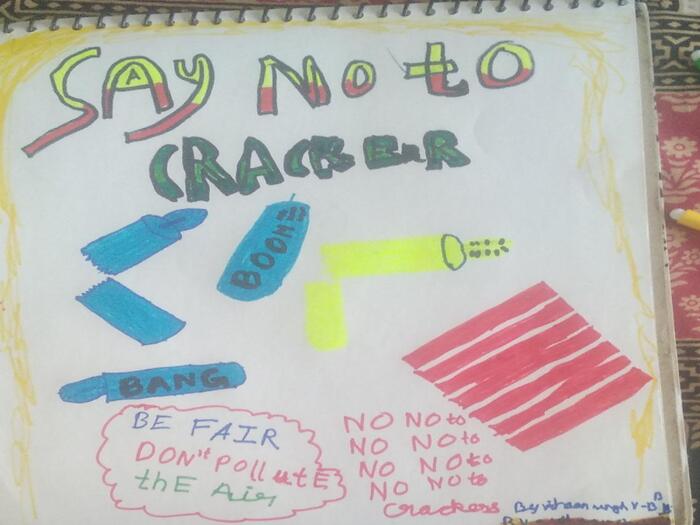 SAY No to
CRACKER
BOOM!!!
BANG
BE FAIR
DON't POllutE
thE Air
NO NO to
NO NO to
NO NO to
NO NO to
crackers
By